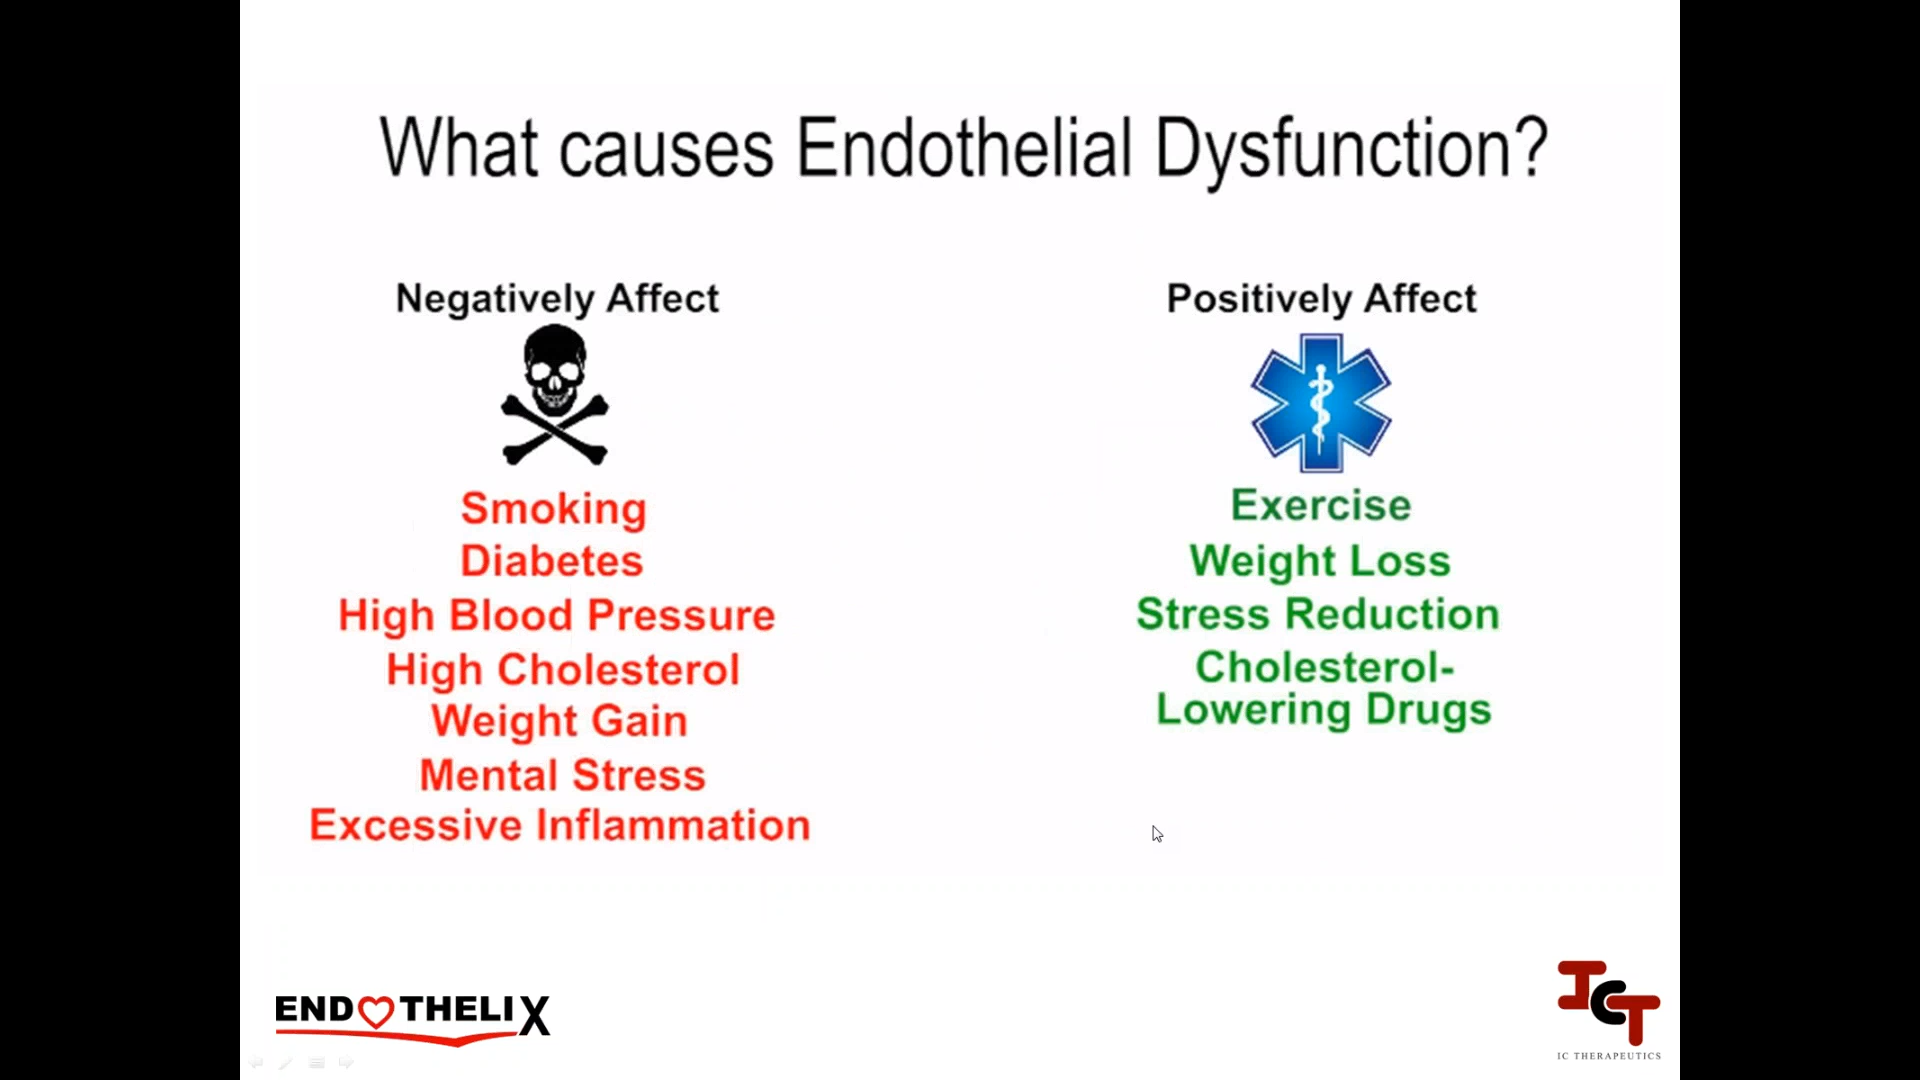 What causes Endothelial Dysfunction?
Negatively Affect
Smoking
Diabetes
High Blood Pressure
High Cholesterol
Weight Gain
Mental Stress
Excessive Inflammation
Positively Affect
Exercise
Weight Loss
Stress Reduction
Cholesterol-
Lowering Drugs
ENDOTHELIX
ICT
IC THERAPEUTICS